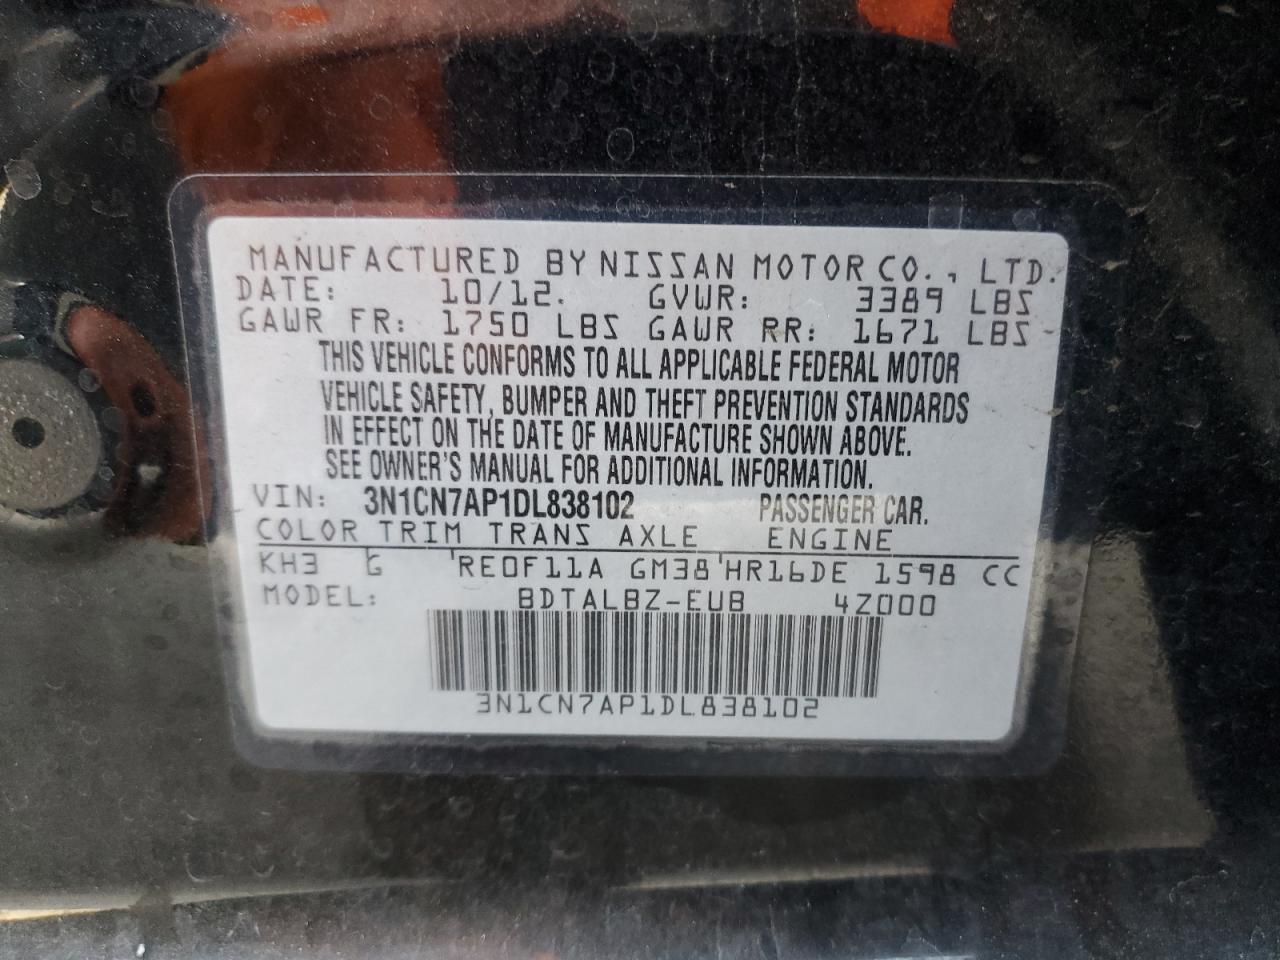 MANUFACTURED BY NISSAN MOTOR CO., LTD.
DATE: 10/12. GVWR: 3389 LBS
GAWR FR: 1750 LBS GAWR RR: 1671 LBS
THIS VEHICLE CONFORMS TO ALL APPLICABLE FEDERAL MOTOR
VEHICLE SAFETY, BUMPER AND THEFT PREVENTION STANDARDS
IN EFFECT ON THE DATE OF MANUFACTURE SHOWN ABOVE.
SEE OWNER'S MANUAL FOR ADDITIONAL INFORMATION.
VIN: 3N1CN7AP1DL838102 PASSENGER CAR.
COLOR TRIM TRANS AXLE ENGINE
KH3 G 'RE0F11A GM38'HR16DE 1598 CC
MODEL: BDTALBZ-EUB 4Z000
3N1CN7AP1DL838102